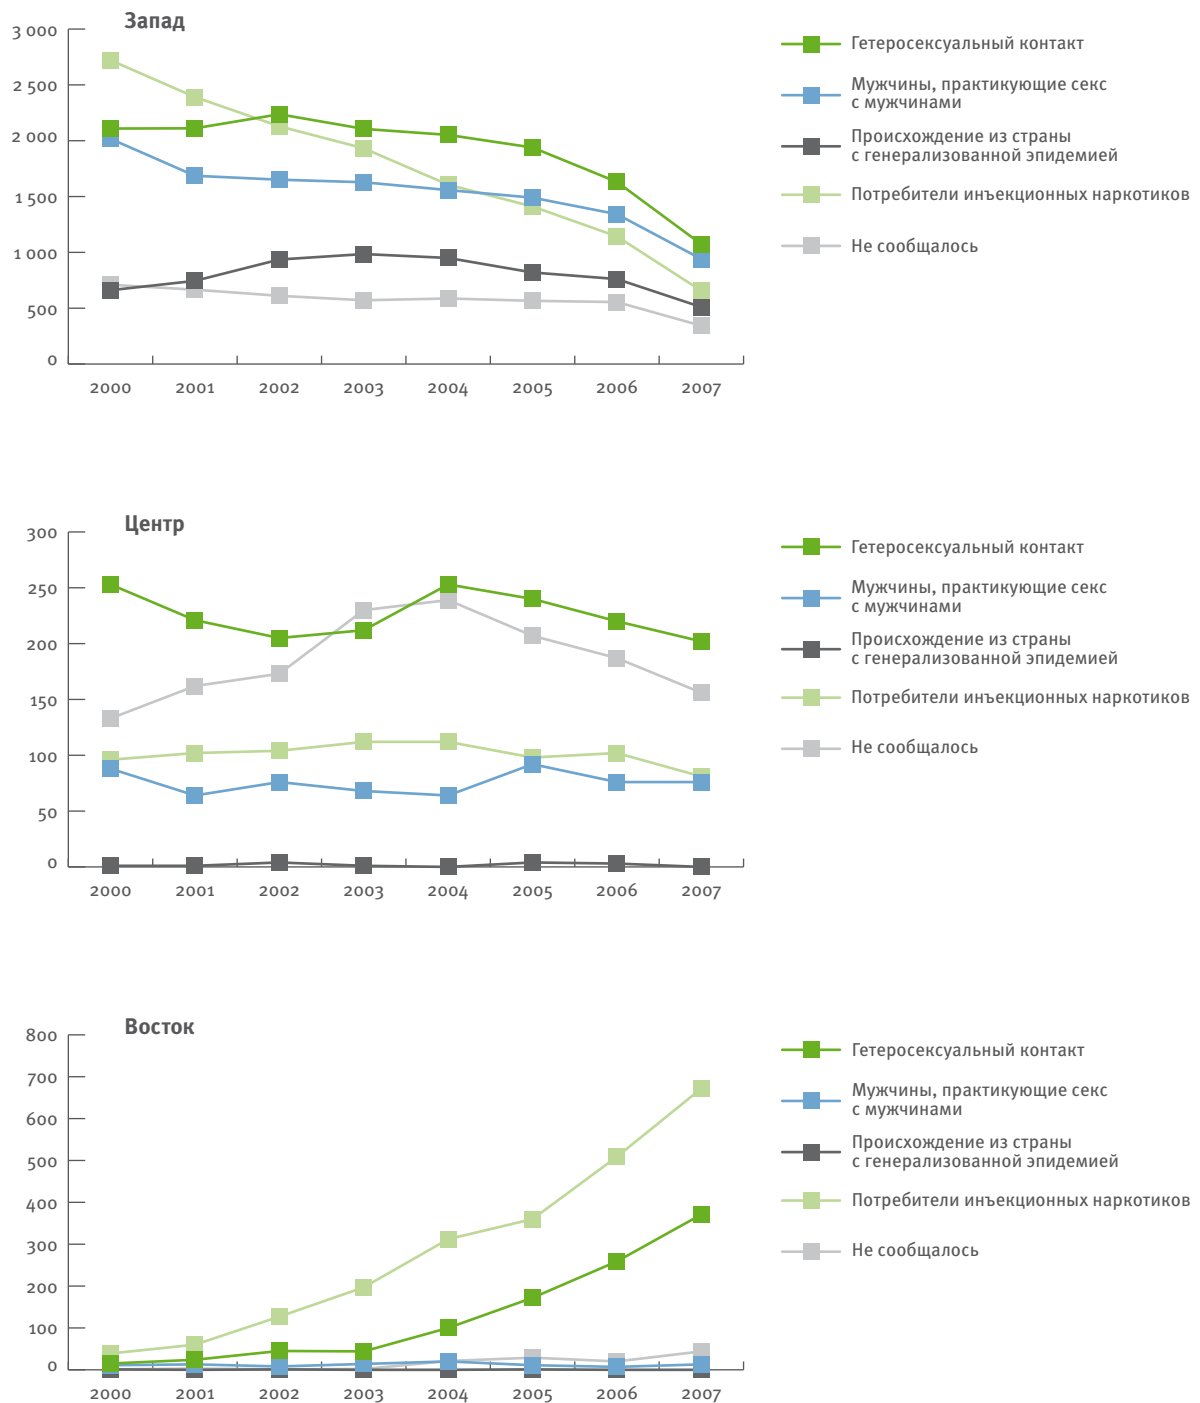 Запад
3 000
2 500
2 000
1 500
1 000
500
0
2000 2001 2002 2003 2004 2005 2006 2007
Гетеросексуальный контакт
Мужчины, практикующие секс
с мужчинами
Происхождение из страны
с генерализованной эпидемией
Потребители инъекционных наркотиков
Не сообщалось
Центр
300
250
200
150
100
50
0
2000 2001 2002 2003 2004 2005 2006 2007
Гетеросексуальный контакт
Мужчины, практикующие секс
с мужчинами
Происхождение из страны
с генерализованной эпидемией
Потребители инъекционных наркотиков
Не сообщалось
Восток
800
700
600
500
400
300
200
100
0
2000 2001 2002 2003 2004 2005 2006 2007
Гетеросексуальный контакт
Мужчины, практикующие секс
с мужчинами
Происхождение из страны
с генерализованной эпидемией
Потребители инъекционных наркотиков
Не сообщалось